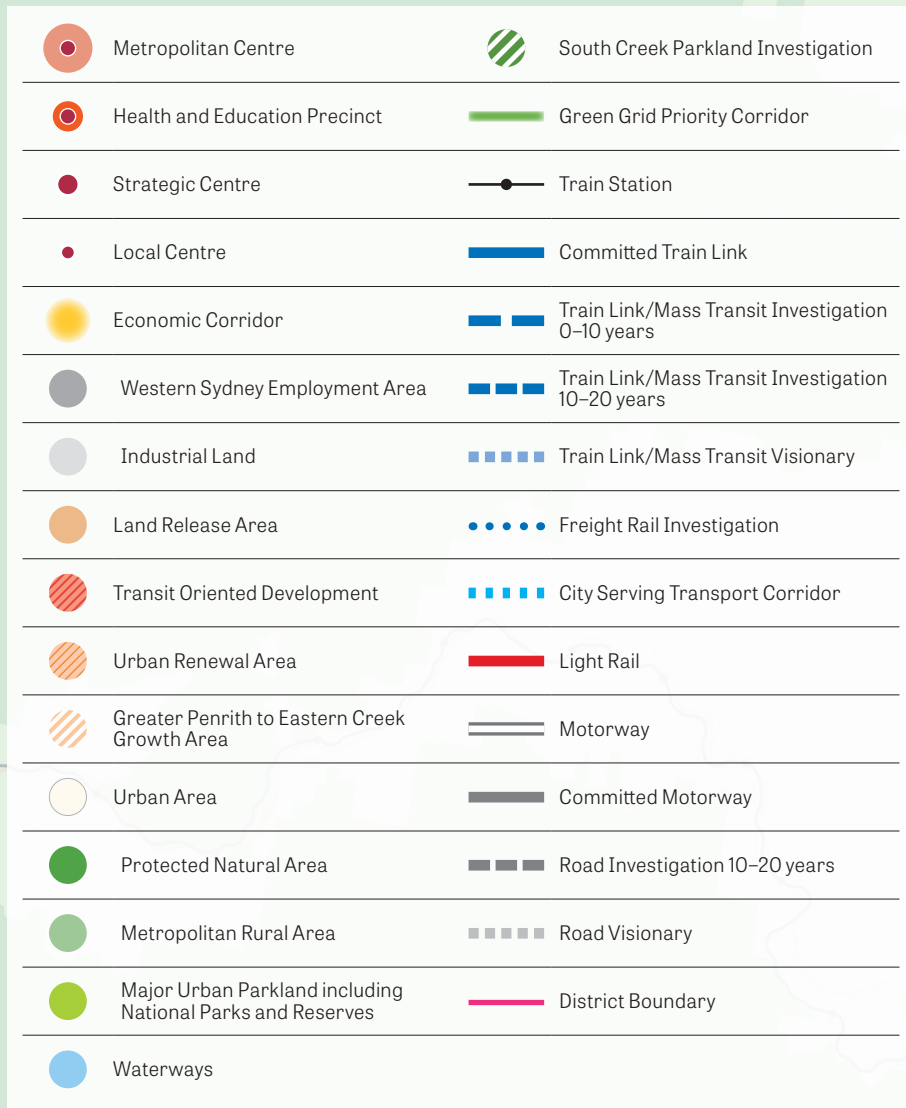 Metropolitan Centre
Health and Education Precinct
Strategic Centre
Local Centre
Economic Corridor
Western Sydney Employment Area
Industrial Land
Land Release Area
Transit Oriented Development
Urban Renewal Area
Greater Penrith to Eastern Creek
Growth Area
Urban Area
Protected Natural Area
Metropolitan Rural Area
Major Urban Parkland including
National Parks and Reserves
Waterways
South Creek Parkland Investigation
Green Grid Priority Corridor
Train Station
Committed Train Link
Train Link/Mass Transit Investigation
0–10 years
Train Link/Mass Transit Investigation
10–20 years
Train Link/Mass Transit Visionary
Freight Rail Investigation
City Serving Transport Corridor
Light Rail
Motorway
Committed Motorway
Road Investigation 10–20 years
Road Visionary
District Boundary